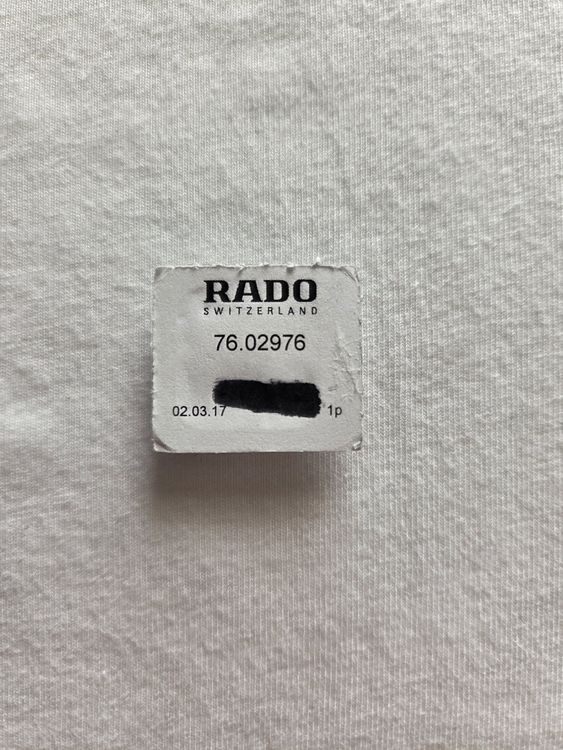 RADO
SWITZERLAND
76.02976
02.03.17 1p